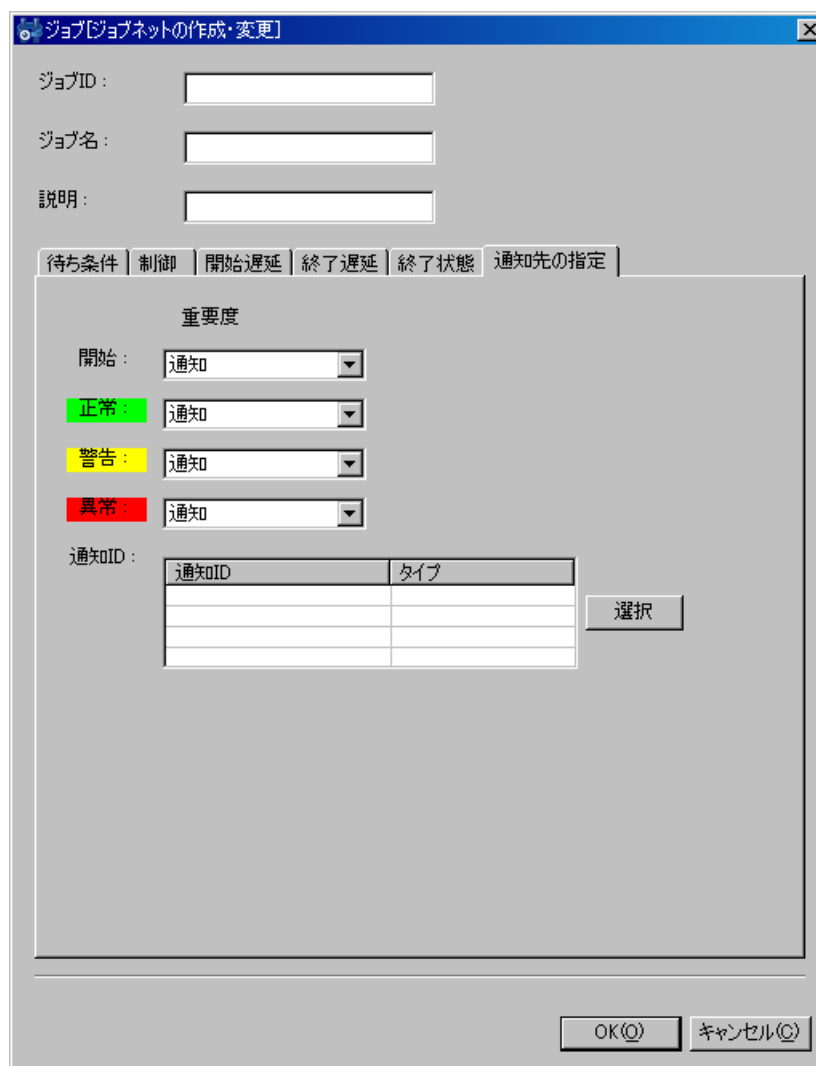 ジョブ[ジョブネットの作成・変更]
ジョブID：
ジョブ名：
説明：
待ち条件 制御 開始遅延 終了遅延 終了状態 通知先の指定
重要度
開始： 通知
正常： 通知
警告： 通知
異常： 通知
通知ID：
通知ID タイプ
選択
OK(O) キャンセル(C)